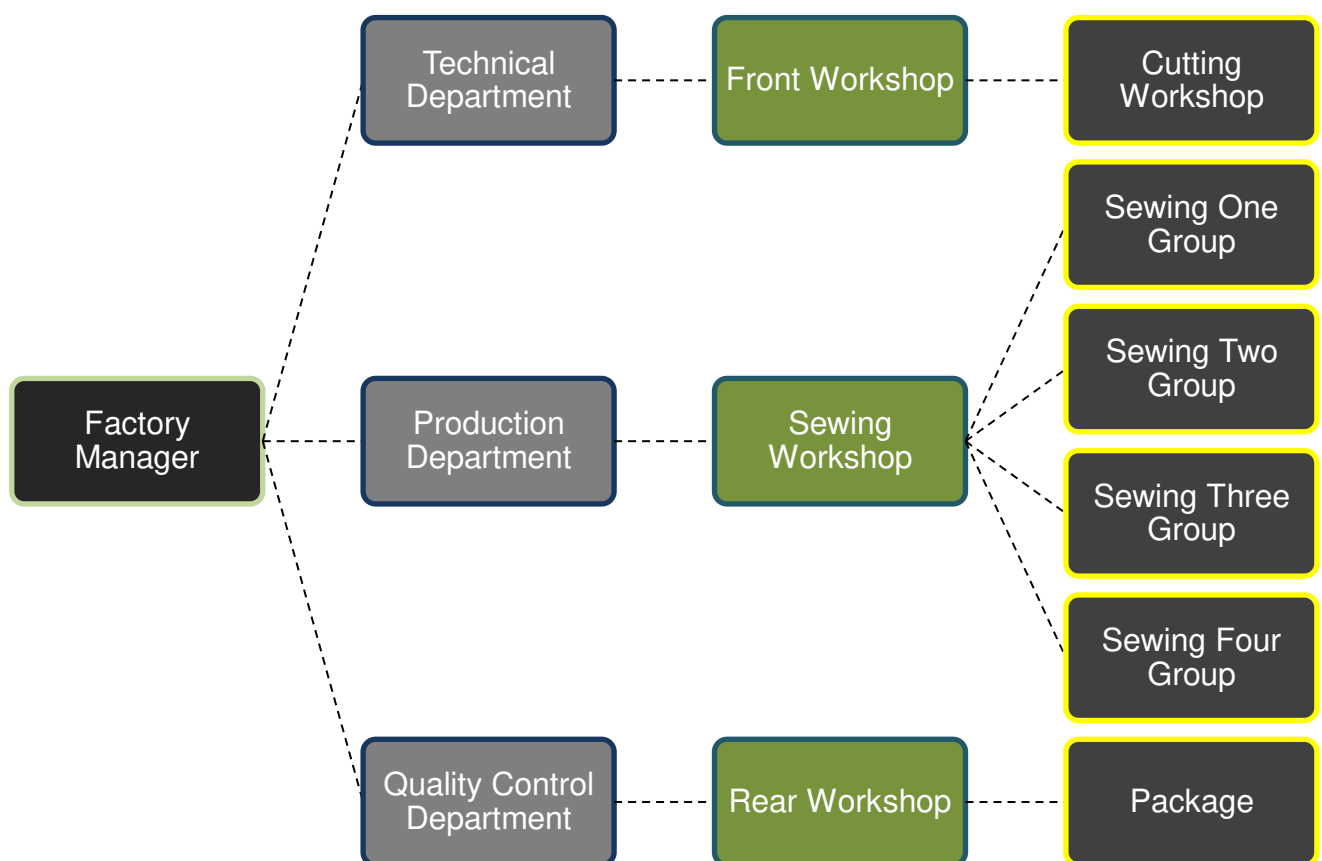 Technical
Department
Front Workshop
Cutting
Workshop
Sewing One
Group
Sewing Two
Group
Factory
Manager
Production
Department
Sewing
Workshop
Sewing Three
Group
Sewing Four
Group
Quality Control
Department
Rear Workshop
Package